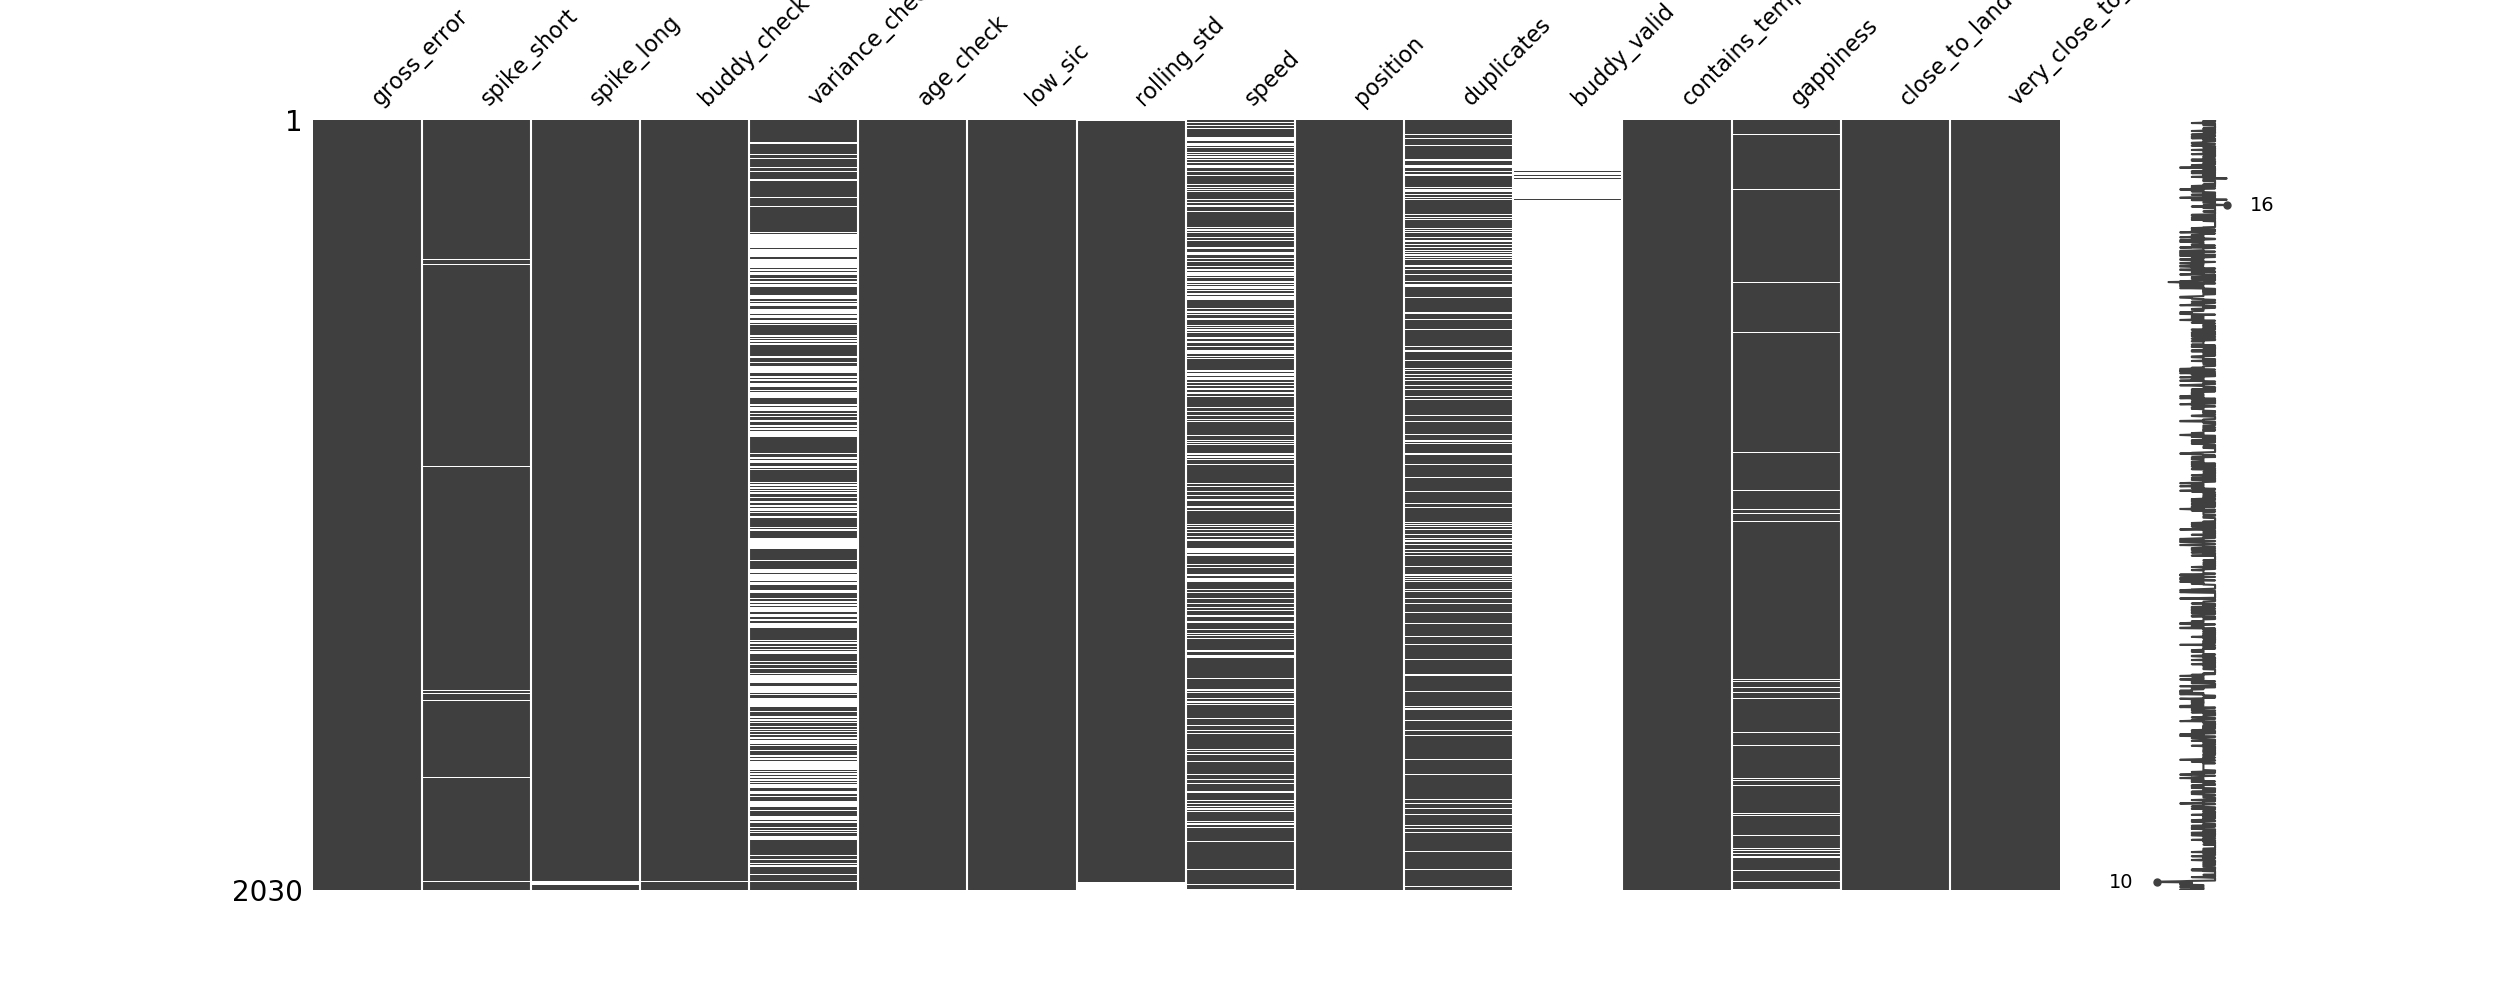 gross_error
spike_short
spike_long
buddy_check
age_check
low_sic
rolling_std
speed
position
duplicates
buddy_valid
gappiness
close_to_land
1
16
10
2030